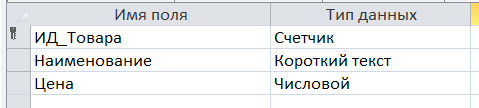 Имя поля Тип данных
ИД_Товара Счетчик
Наименование Короткий текст
Цена Числовой